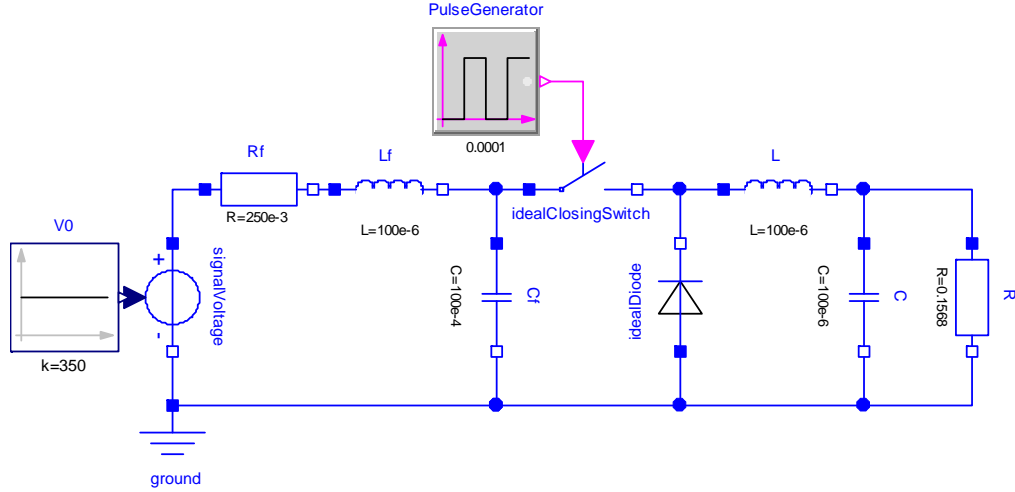 PulseGenerator
0.0001
Rf
R=250e-3
Lf
L=100e-6
idealClosingSwitch
L
L=100e-6
V0
k=350
+
-
signalVoltage
C=100e-4
Cf
idealDiode
C=100e-6
C
R=0.1568
R
ground